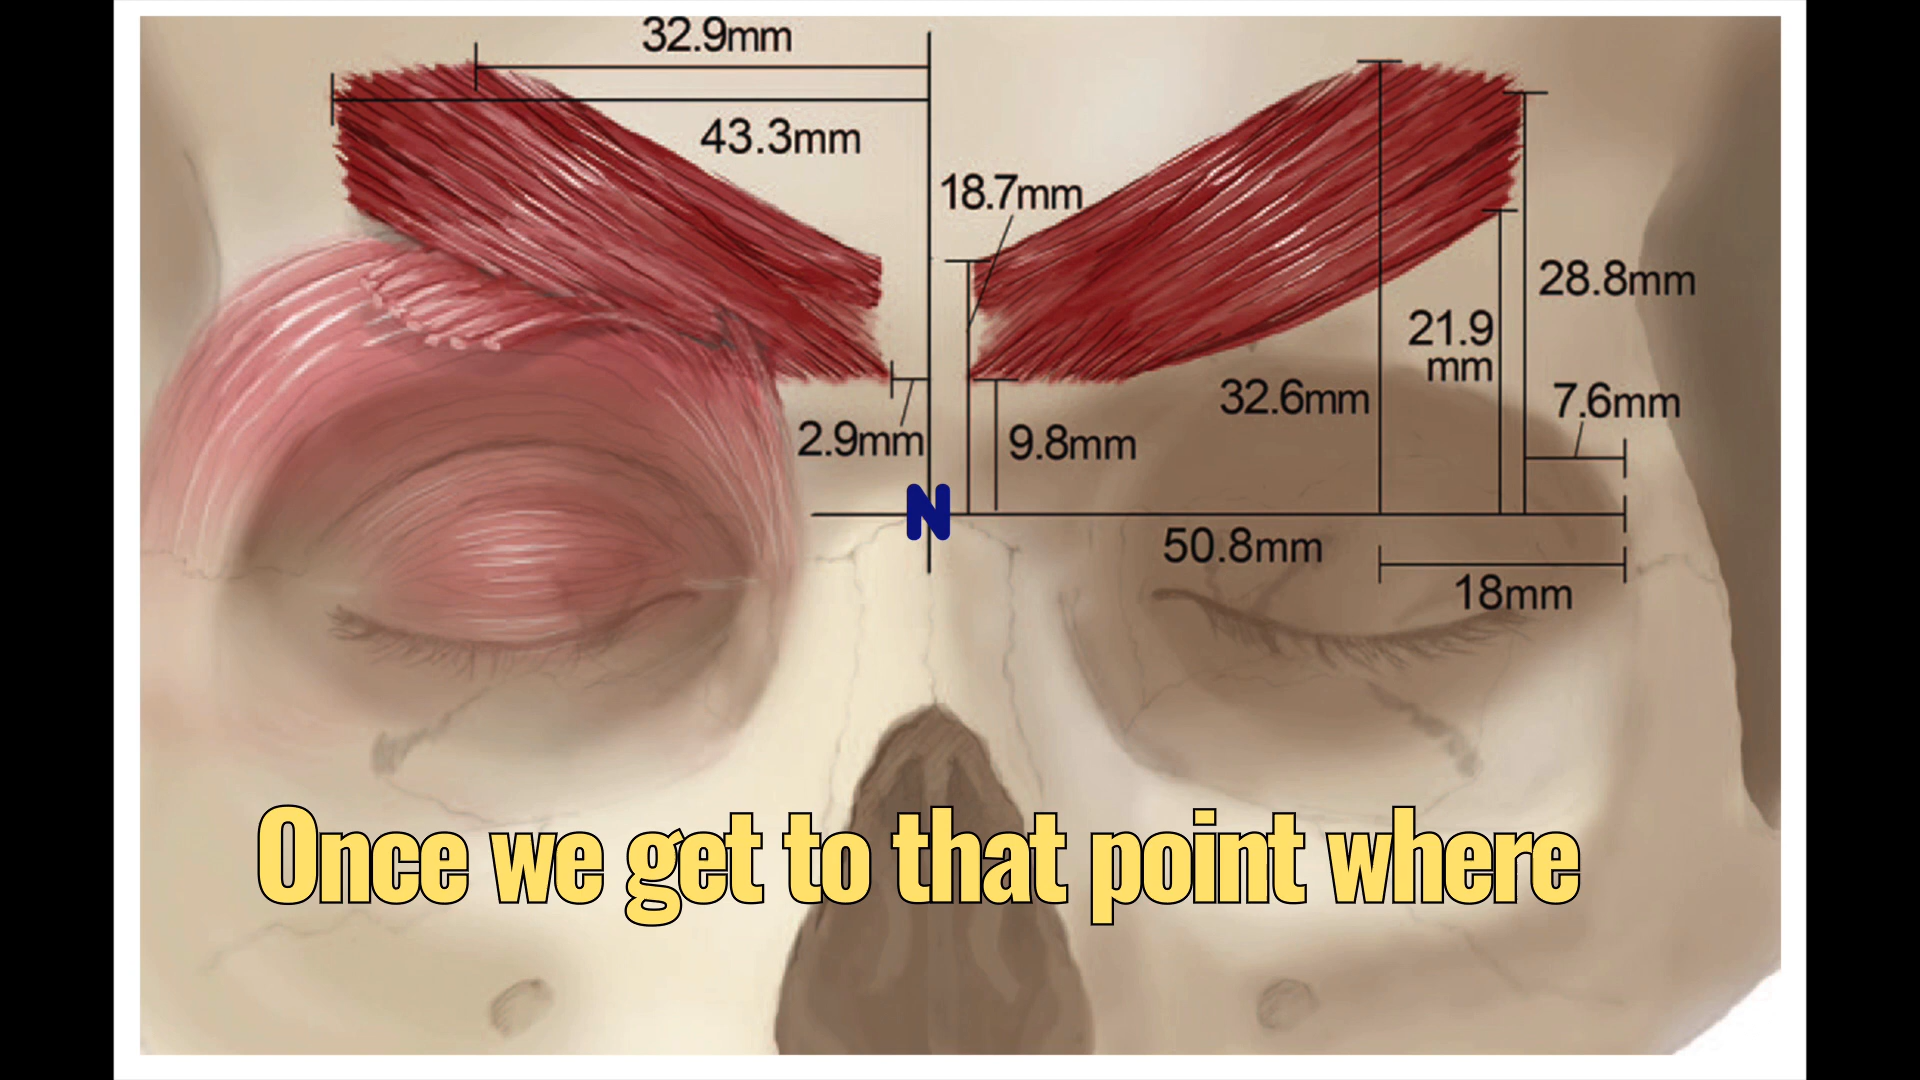 32.9mm
43.3mm
18.7mm
28.8mm
21.9
mm
32.6mm
7.6mm
2.9mm
9.8mm
N
50.8mm
18mm
Once we get to that point where